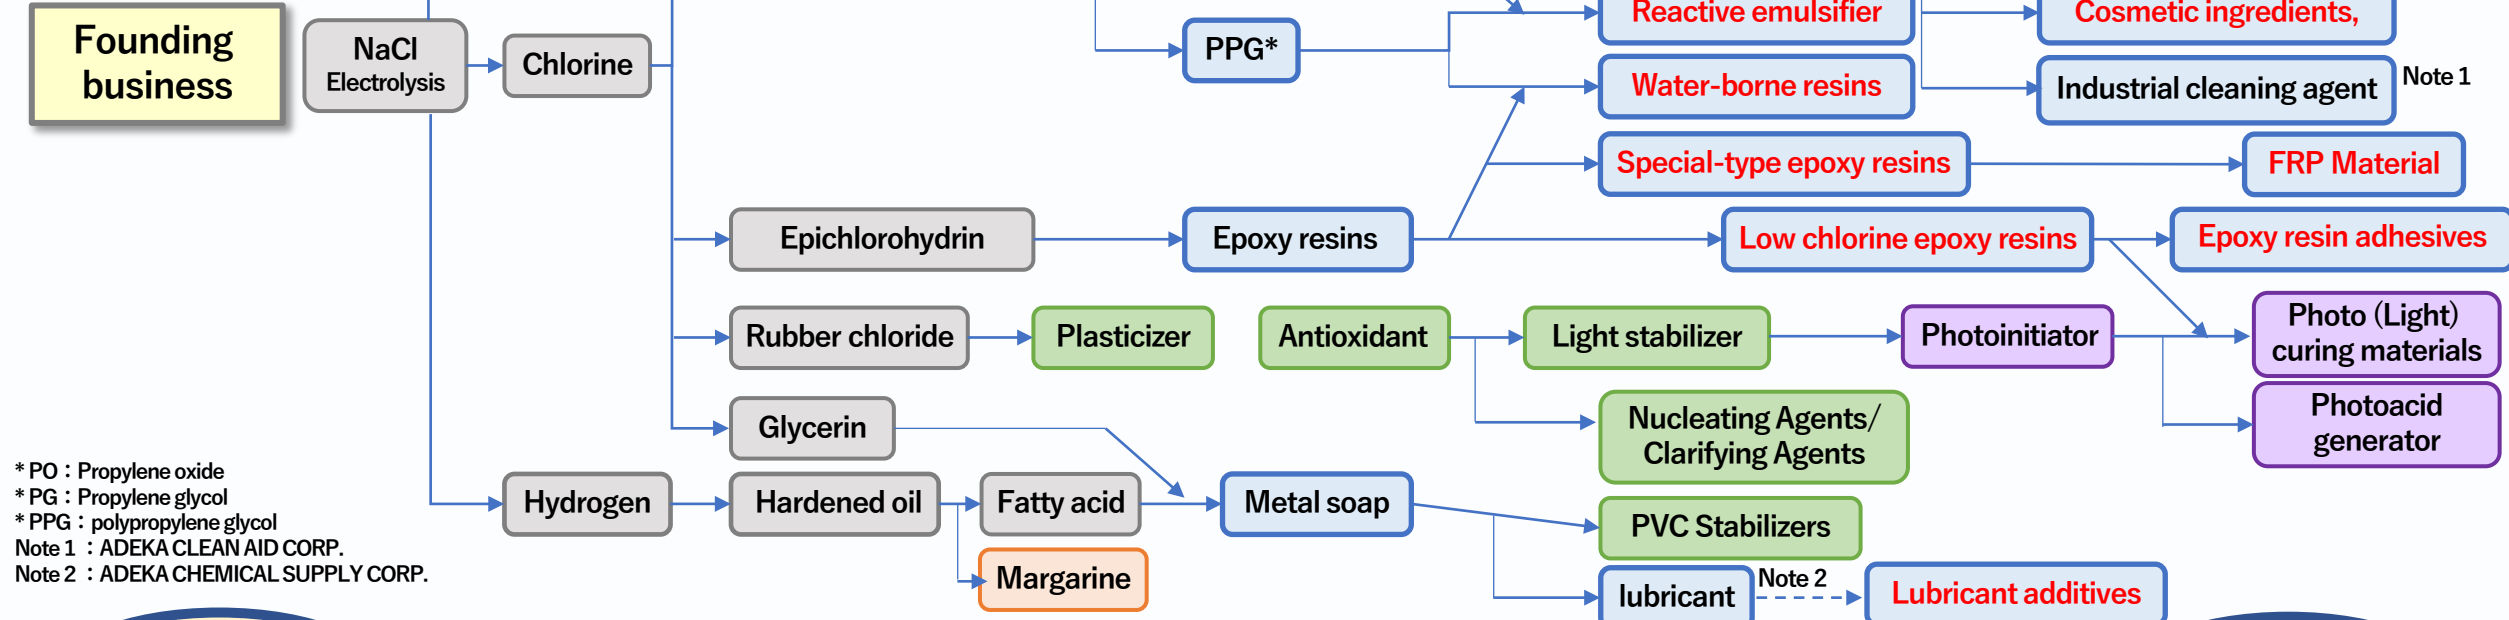 Founding
business
NaCl
Electrolysis
Chlorine
PPG*
Reactive emulsifier
Cosmetic ingredients,
Water-borne resins
Industrial cleaning agent
Note 1
Special-type epoxy resins
FRP Material
Epichlorohydrin
Epoxy resins
Low chlorine epoxy resins
Epoxy resin adhesives
Rubber chloride
Plasticizer
Antioxidant
Light stabilizer
Photoinitiator
Photo (Light)
curing materials
Glycerin
Nucleating Agents/
Clarifying Agents
Photoacid
generator
Hydrogen
Hardened oil
Fatty acid
Metal soap
PVC Stabilizers
Margarine
lubricant
Note 2
Lubricant additives
* PO : Propylene oxide
* PG : Propylene glycol
* PPG : polypropylene glycol
Note 1 : ADEKA CLEAN AID CORP.
Note 2 : ADEKA CHEMICAL SUPPLY CORP.